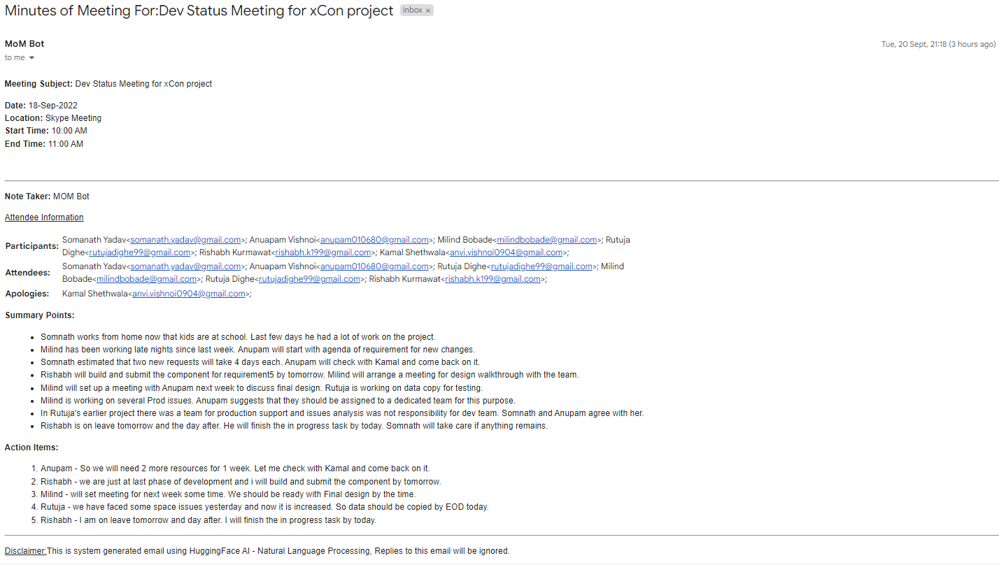 Minutes of Meeting For:Dev Status Meeting for xCon project Inbox ×
MoM Bot
Tue, 20 Sept, 21:18 (3 hours ago)
to me
Meeting Subject: Dev Status Meeting for xCon project
Date: 18-Sep-2022
Location: Skype Meeting
Start Time: 10:00 AM
End Time: 11:00 AM
Note Taker: MOM Bot
Attendee Information
Participants: Somanath Yadav<somanath.yadav@gmail.com>; Anuapam Vishnoi<anupam010680@gmail.com>; Milind Bobade<milindbobade@gmail.com>; Rutuja
Dighe<rutujadighe99@gmail.com>; Rishabh Kurmawat<rishabh.k199@gmail.com>; Kamal Shethwala<anvi.vishnoi0904@gmail.com>;
Attendees: Somanath Yadav<somanath.yadav@gmail.com>; Anuapam Vishnoi<anupam010680@gmail.com>; Rutuja Dighe<rutujadighe99@gmail.com>; Milind
Bobade<milindbobade@gmail.com>; Rutuja Dighe<rutujadighe99@gmail.com>; Rishabh Kurmawat<rishabh.k199@gmail.com>;
Apologies: Kamal Shethwala<anvi.vishnoi0904@gmail.com>;
Summary Points:
• Somnath works from home now that kids are at school. Last few days he had a lot of work on the project.
• Milind has been working late nights since last week. Anupam will start with agenda of requirement for new changes.
• Somnath estimated that two new requests will take 4 days each. Anupam will check with Kamal and come back on it.
• Rishabh will build and submit the component for requirement5 by tomorrow. Milind will arrange a meeting for design walkthrough with the team.
• Milind will set up a meeting with Anupam next week to discuss final design. Rutuja is working on data copy for testing.
• Milind is working on several Prod issues. Anupam suggests that they should be assigned to a dedicated team for this purpose.
• In Rutuja's earlier project there was a team for production support and issues analysis was not responsibility for dev team. Somnath and Anupam agree with her.
• Rishabh is on leave tomorrow and the day after. He will finish the in progress task by today. Somnath will take care if anything remains.
Action Items:
1. Anupam - So we will need 2 more resources for 1 week. Let me check with Kamal and come back on it.
2. Rishabh - we are just at last phase of development and i will build and submit the component by tomorrow.
3. Milind - will set meeting for next week some time. We should be ready with Final design by the time.
4. Rutuja - we have faced some space issues yesterday and now it is increased. So data should be copied by EOD today.
5. Rishabh - I am on leave tomorrow and day after. I will finish the in progress task by today.
Disclaimer:This is system generated email using HuggingFace AI - Natural Language Processing, Replies to this email will be ignored.